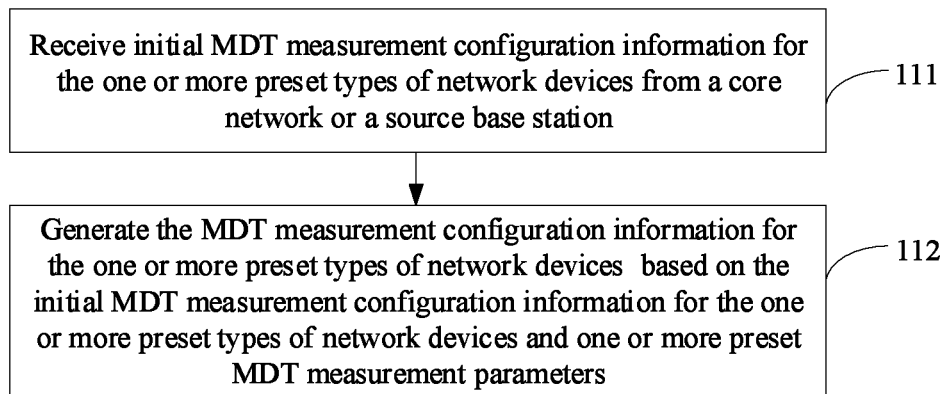 Receive initial MDT measurement configuration information for
the one or more preset types of network devices from a core
network or a source base station
111
Generate the MDT measurement configuration information for
the one or more preset types of network devices based on the
initial MDT measurement configuration information for the one
or more preset types of network devices and one or more preset
MDT measurement parameters
112